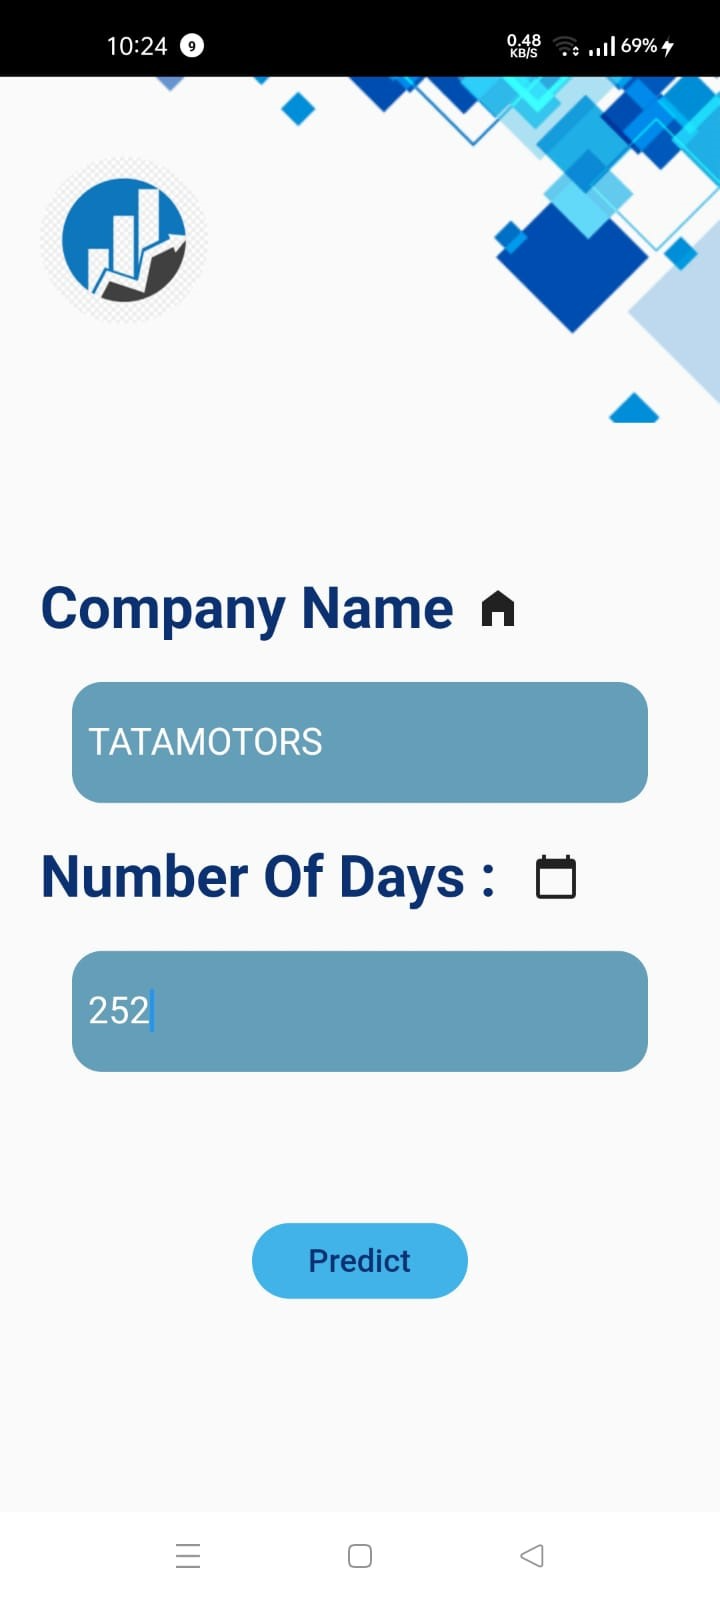 10:24 9 0.48 KB/S 69%
Company Name
TATAMOTORS
Number Of Days :
252
Predict